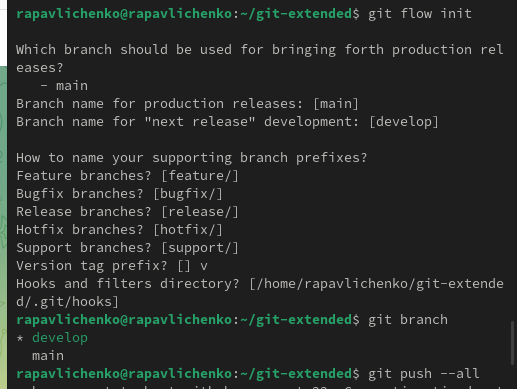 rapavlichenko@rapavlichenko:~/git-extended$ git flow init

Which branch should be used for bringing forth production rel
eases?
   - main
Branch name for production releases: [main]
Branch name for "next release" development: [develop]

How to name your supporting branch prefixes?
Feature branches? [feature/]
Bugfix branches? [bugfix/]
Release branches? [release/]
Hotfix branches? [hotfix/]
Support branches? [support/]
Version tag prefix? [] v
Hooks and filters directory? [/home/rapavlichenko/git-extende
d/.git/hooks]
rapavlichenko@rapavlichenko:~/git-extended$ git branch
* develop
  main
rapavlichenko@rapavlichenko:~/git-extended$ git push --all